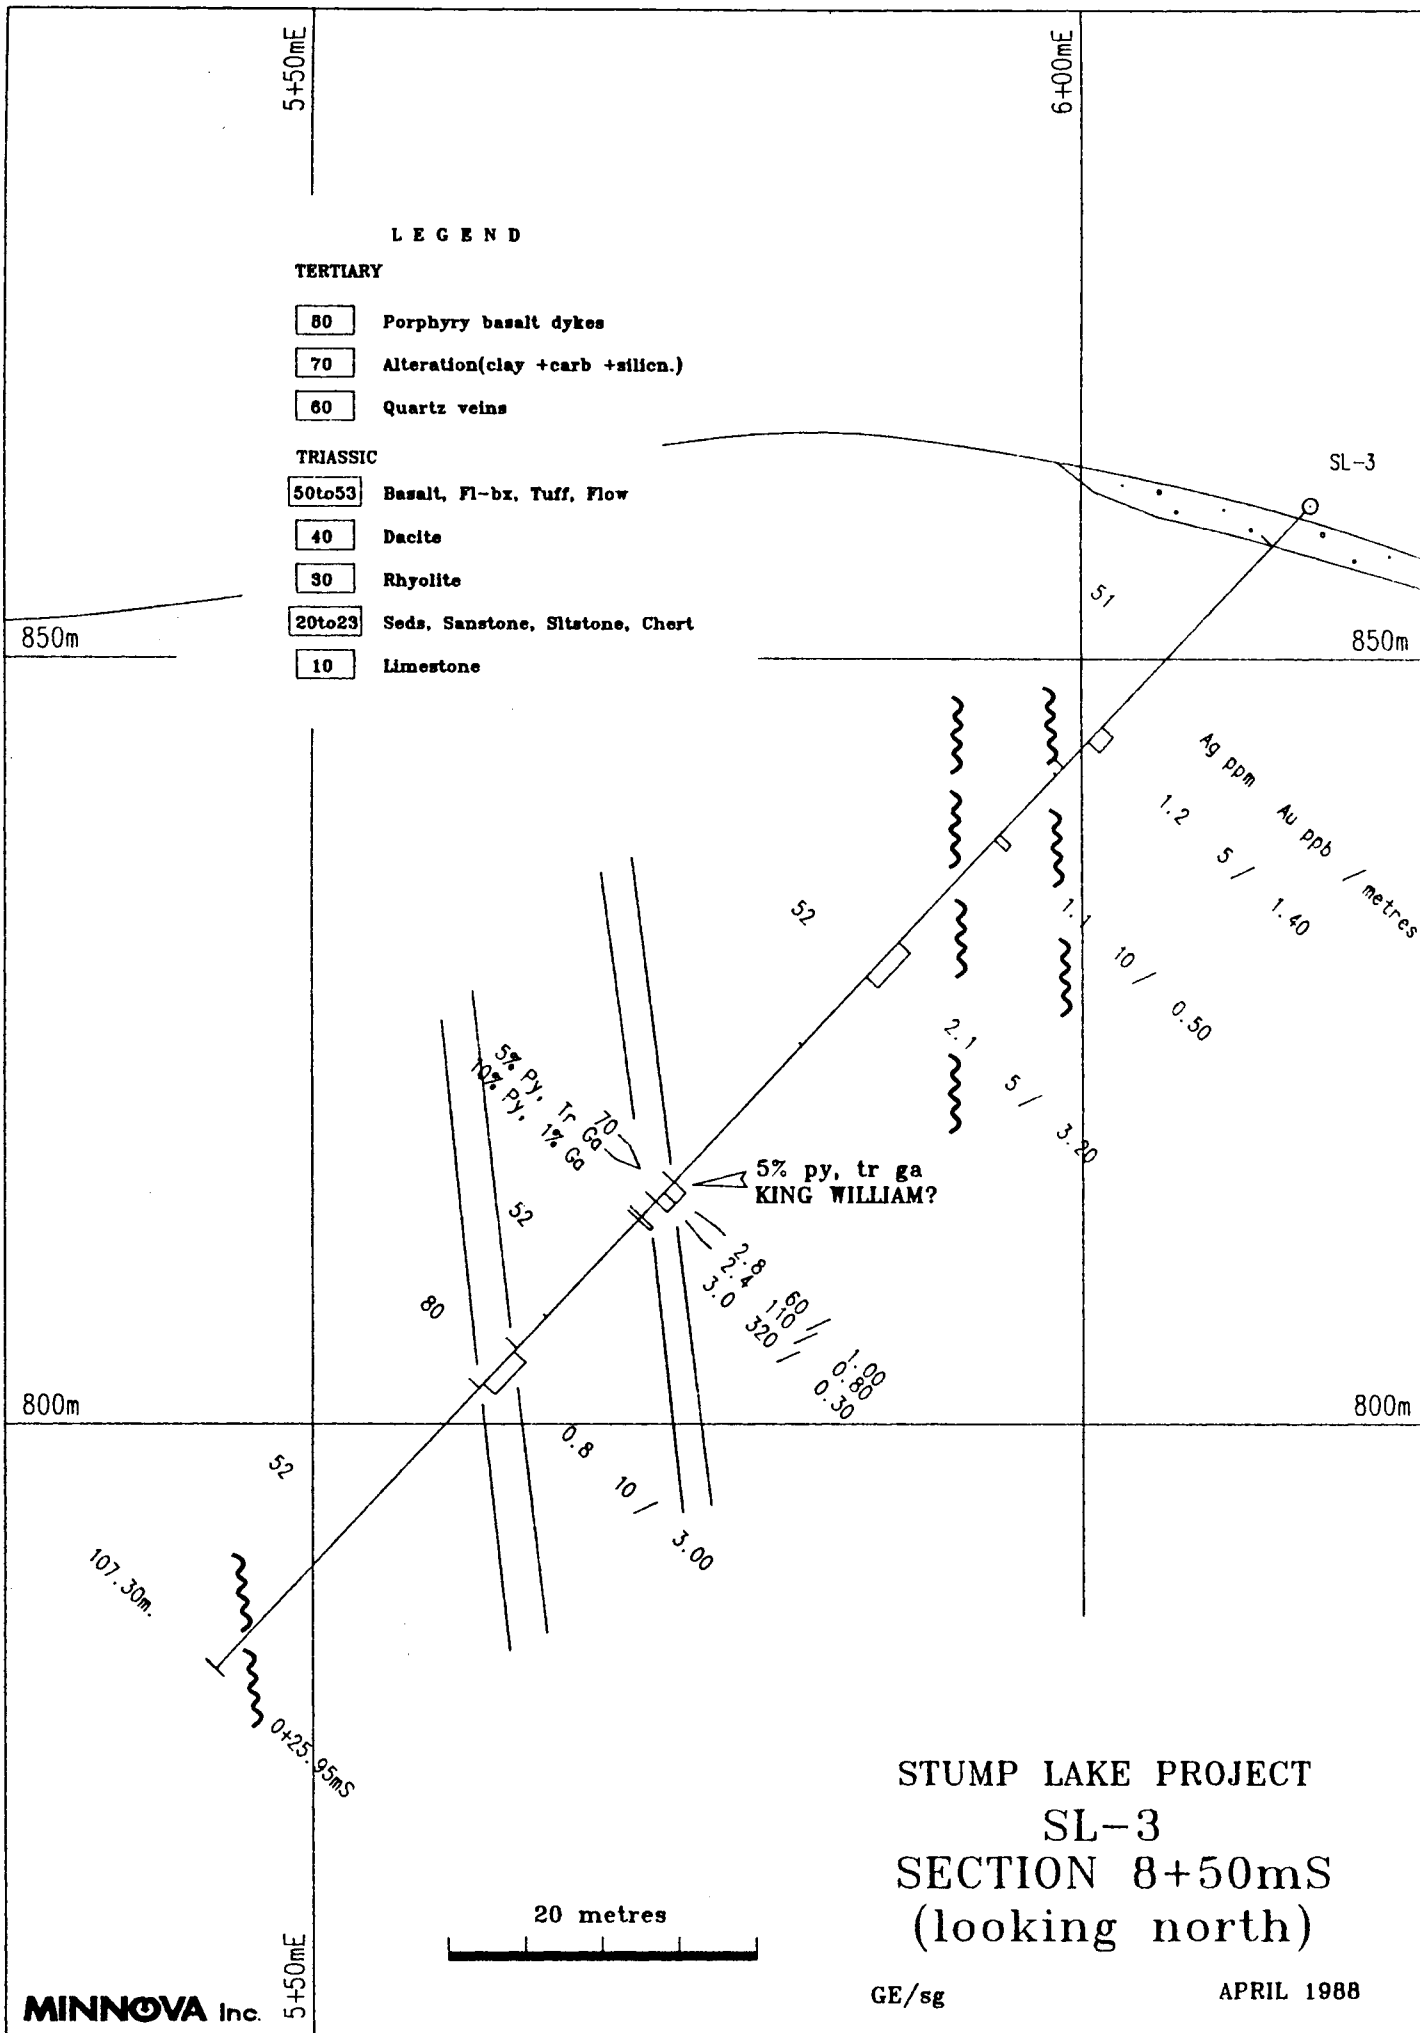 5+50mE
6+00mE
L E G E N D
TERTIARY
80 Porphyry basalt dykes
70 Alteration(clay +carb +silicn.)
60 Quartz veins
TRIASSIC
50to53 Basalt, Fl-bx, Tuff, Flow
40 Dacite
30 Rhyolite
20to23 Seds, Sanstone, Sltstone, Chert
10 Limestone
SL-3
51
850m
850m
Ag ppm Au ppb / metres
1.2 5 / 1.40
1.1 10 / 0.50
52
2.1 5 / 3.20
5% Py, Tr Ga
10% Py, 1% Ga
70
5% py, tr ga
KING WILLIAM?
52
2.8 60 / 1.00
2.4 110 / 0.80
3.0 320 / 0.30
80
800m
800m
0.8 10 / 3.00
52
107.30m.
0+25.95mS
STUMP LAKE PROJECT
SL-3
SECTION 8+50mS
(looking north)
20 metres
GE/sg
APRIL 1988
5+50mE
MINNOVA Inc.